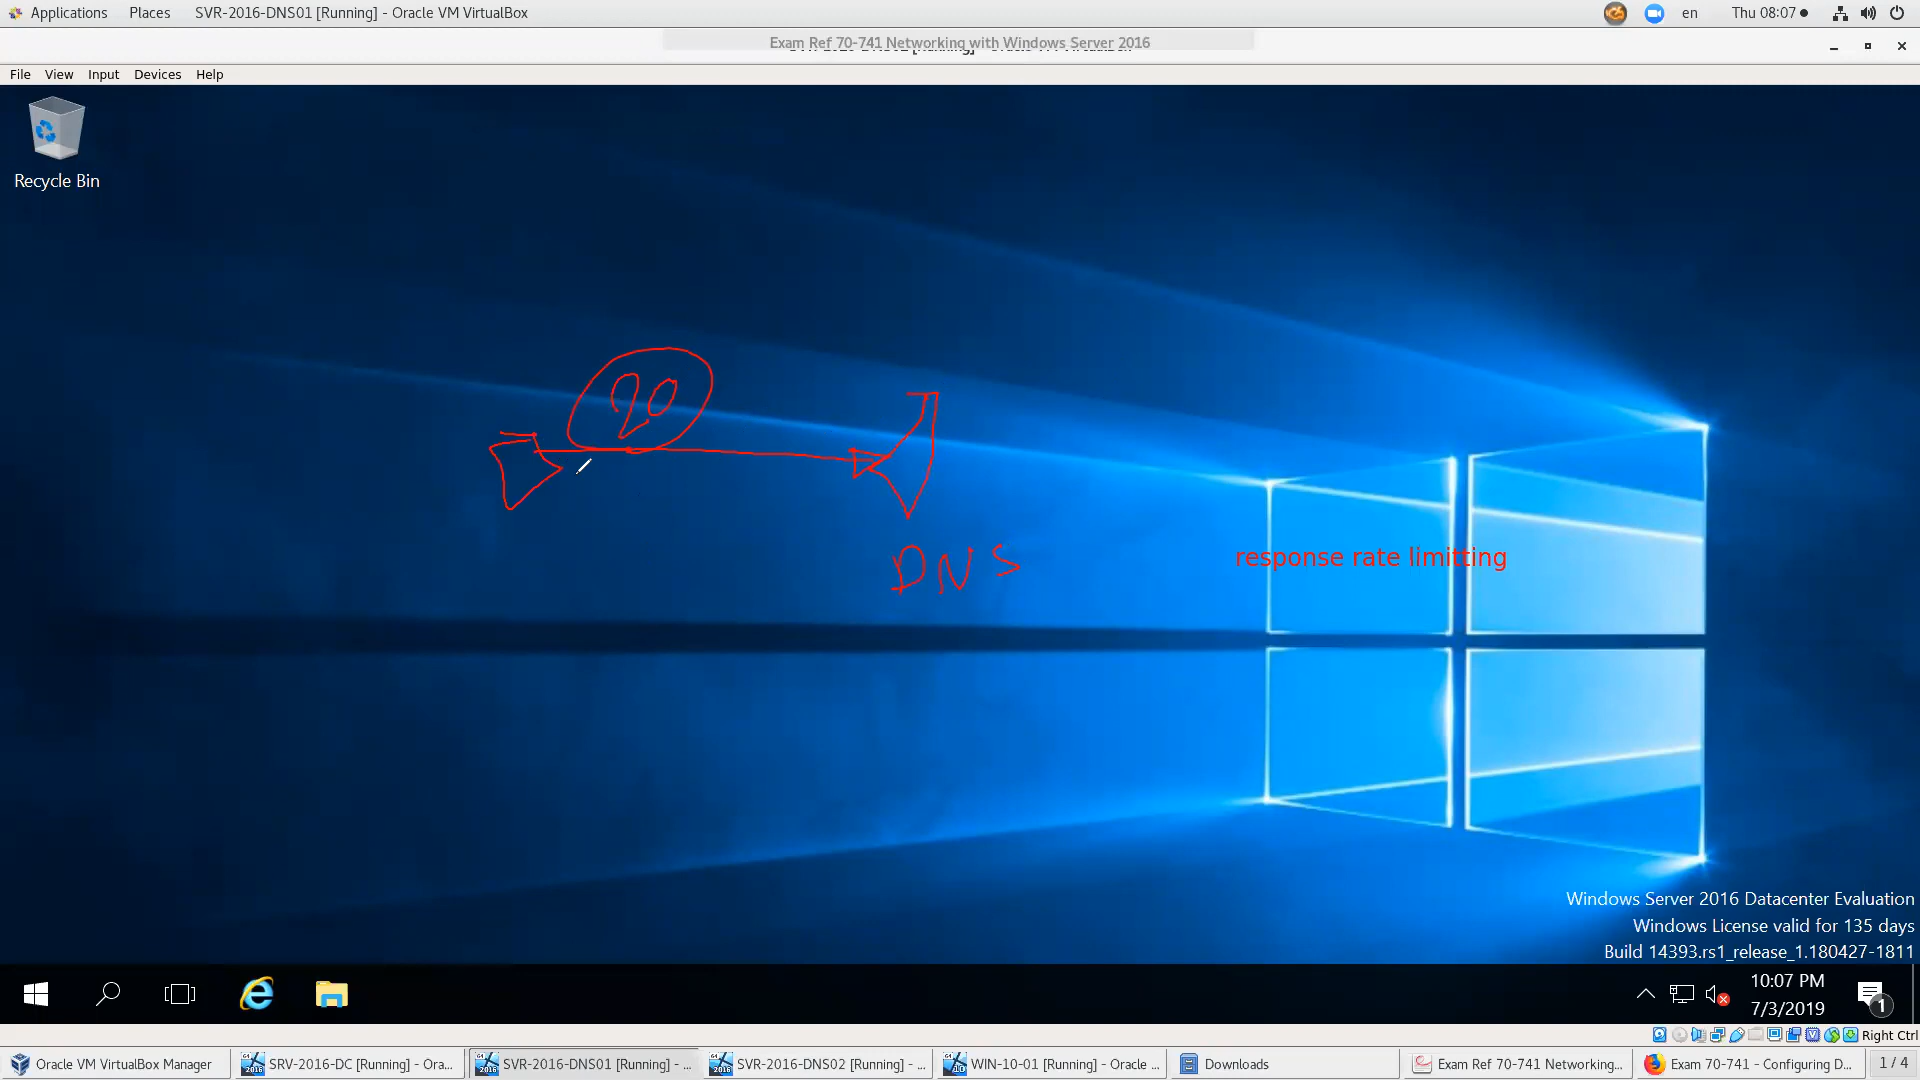 Applications Places SVR-2016-DNS01 [Running] - Oracle VM VirtualBox en Thu 08:07
Exam Ref 70-741 Networking with Windows Server 2016
File View Input Devices Help
Recycle Bin
20
DNS
response rate limitting
Windows Server 2016 Datacenter Evaluation
Windows License valid for 135 days
Build 14393.rs1_release_1.180427-1811
10:07 PM
7/3/2019
1
Right Ctrl
Oracle VM VirtualBox Manager
SRV-2016-DC [Running] - Ora...
SVR-2016-DNS01 [Running] - ...
SVR-2016-DNS02 [Running] - ...
WIN-10-01 [Running] - Oracle ...
Downloads
Exam Ref 70-741 Networking...
Exam 70-741 - Configuring D...
1 / 4